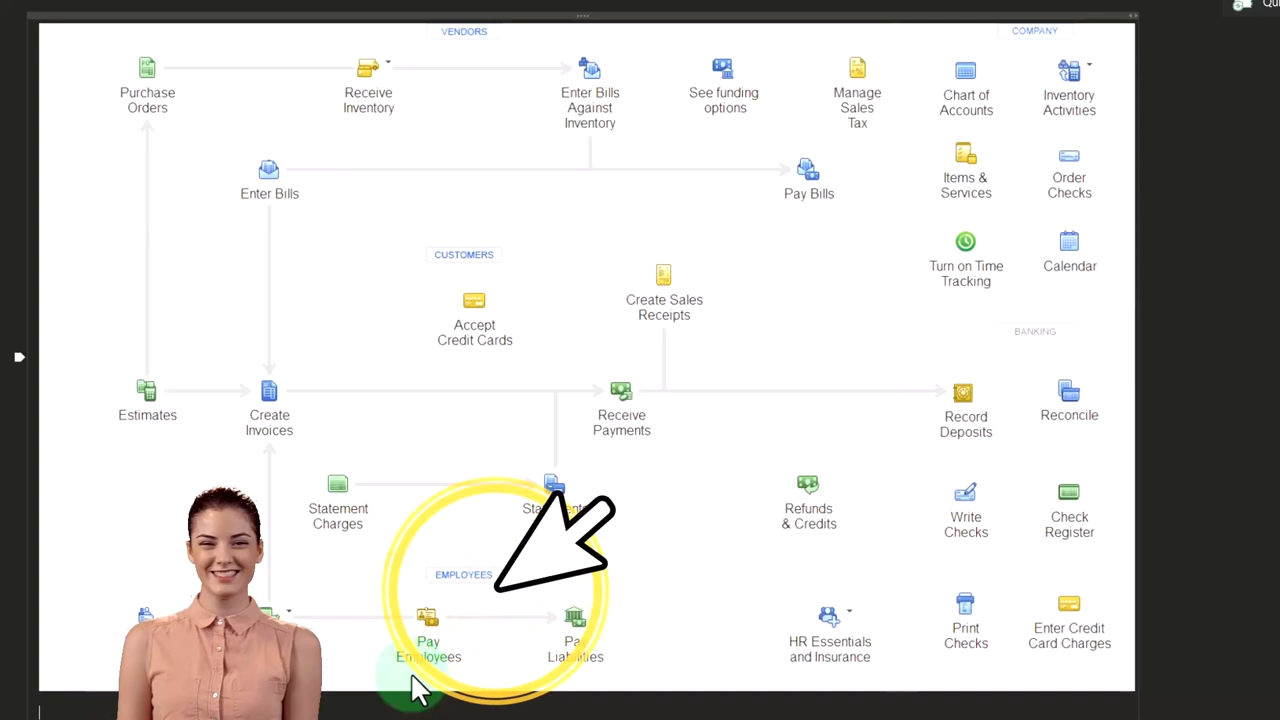 Qui
VENDORS
COMPANY
Purchase
Orders
Receive
Inventory
Enter Bills
Against
Inventory
See funding
options
Manage
Sales
Tax
Chart of
Accounts
Inventory
Activities
Enter Bills
Pay Bills
Items &
Services
Order
Checks
CUSTOMERS
Turn on Time
Tracking
Calendar
Accept
Credit Cards
Create Sales
Receipts
BANKING
Estimates
Create
Invoices
Receive
Payments
Record
Deposits
Reconcile
Statement
Charges
Refunds
& Credits
Write
Checks
Check
Register
EMPLOYEES
Pay
Employees
Pay
Liabilities
HR Essentials
and Insurance
Print
Checks
Enter Credit
Card Charges